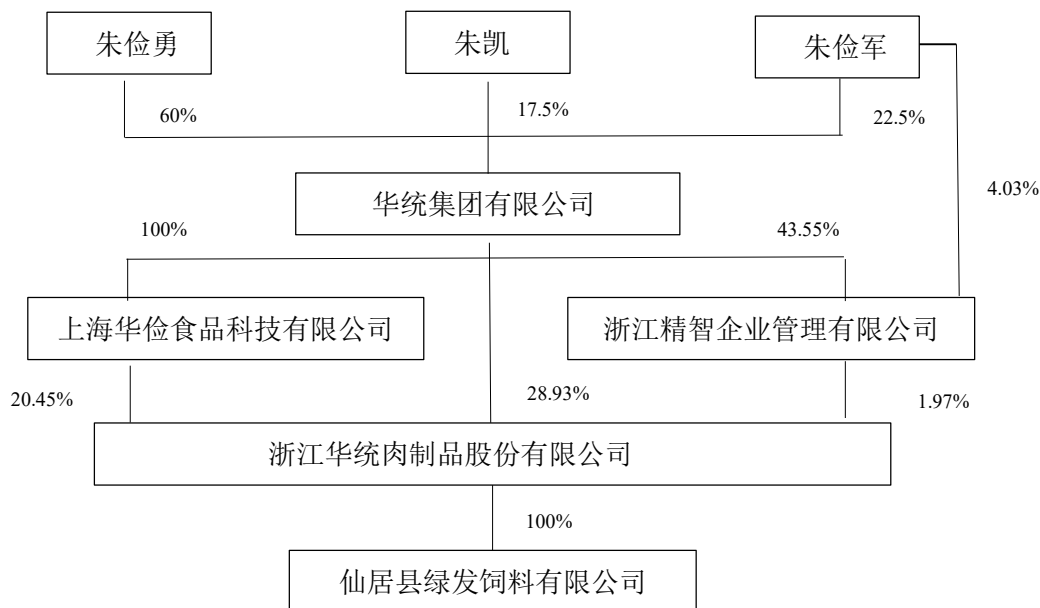 朱俭勇
朱凯
朱俭军
60%
17.5%
22.5%
4.03%
华统集团有限公司
100%
43.55%
上海华俭食品科技有限公司
浙江精智企业管理有限公司
20.45%
28.93%
1.97%
浙江华统肉制品股份有限公司
100%
仙居县绿发饲料有限公司